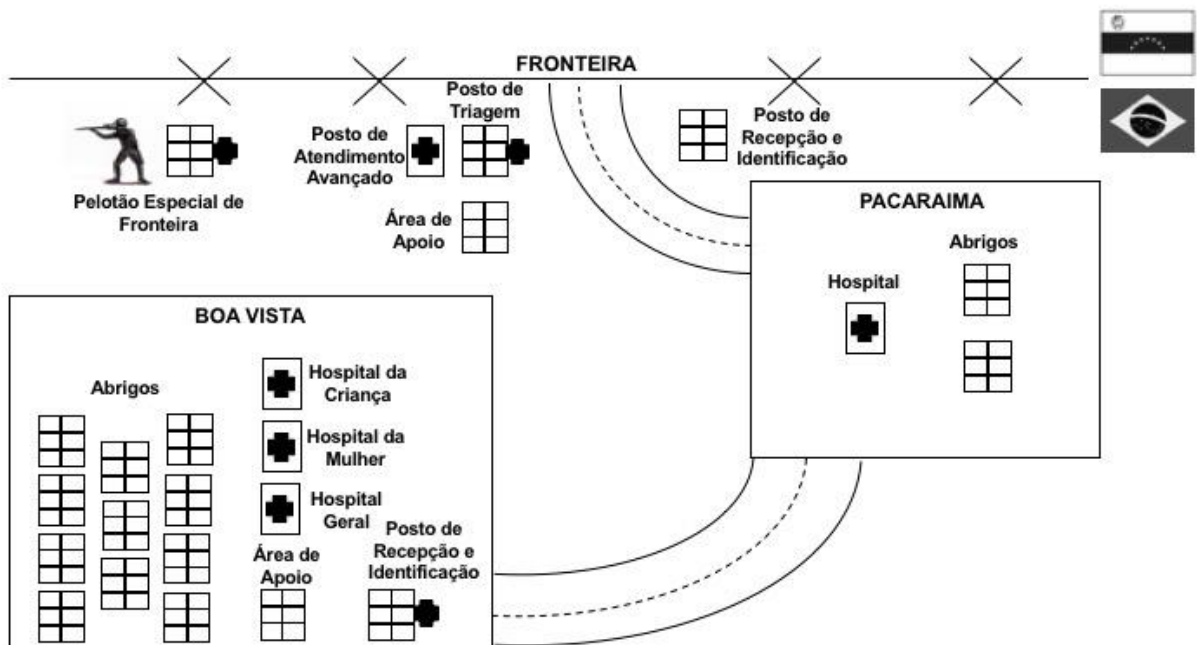 FRONTEIRA
Pelotão Especial de
Fronteira
Posto de
Atendimento
Avançado
Posto de
Triagem
Área de
Apoio
Posto de
Recepção e
Identificação
PACARAIMA
Hospital
Abrigos
BOA VISTA
Abrigos
Hospital da
Criança
Hospital da
Mulher
Hospital
Geral
Área de
Apoio
Posto de
Recepção e
Identificação